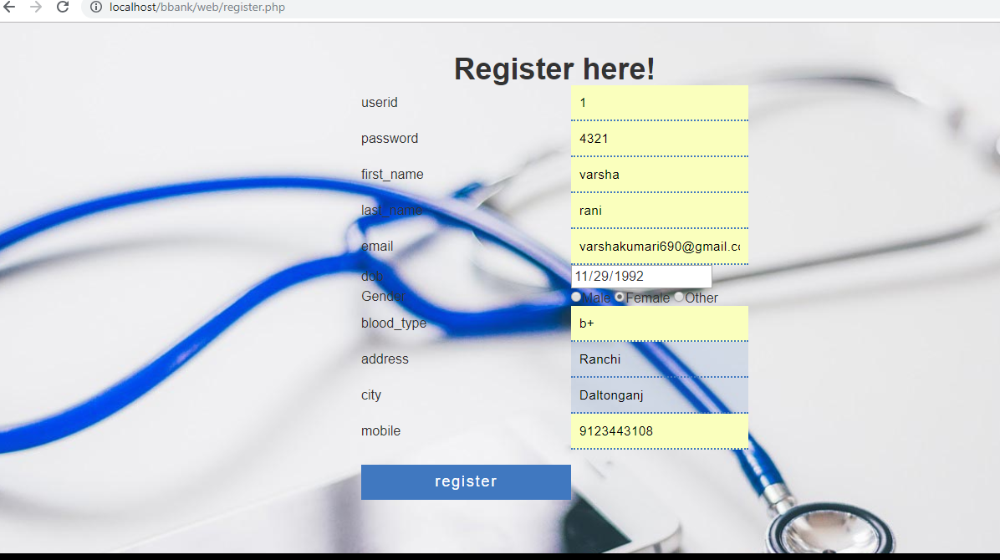 localhost/bbank/web/register.php
Register here!
userid 1
password 4321
first_name varsha
last_name rani
email varshakumari690@gmail.co
dob 11/29/1992
Gender Male Female Other
blood_type b+
address Ranchi
city Daltonganj
mobile 9123443108
register